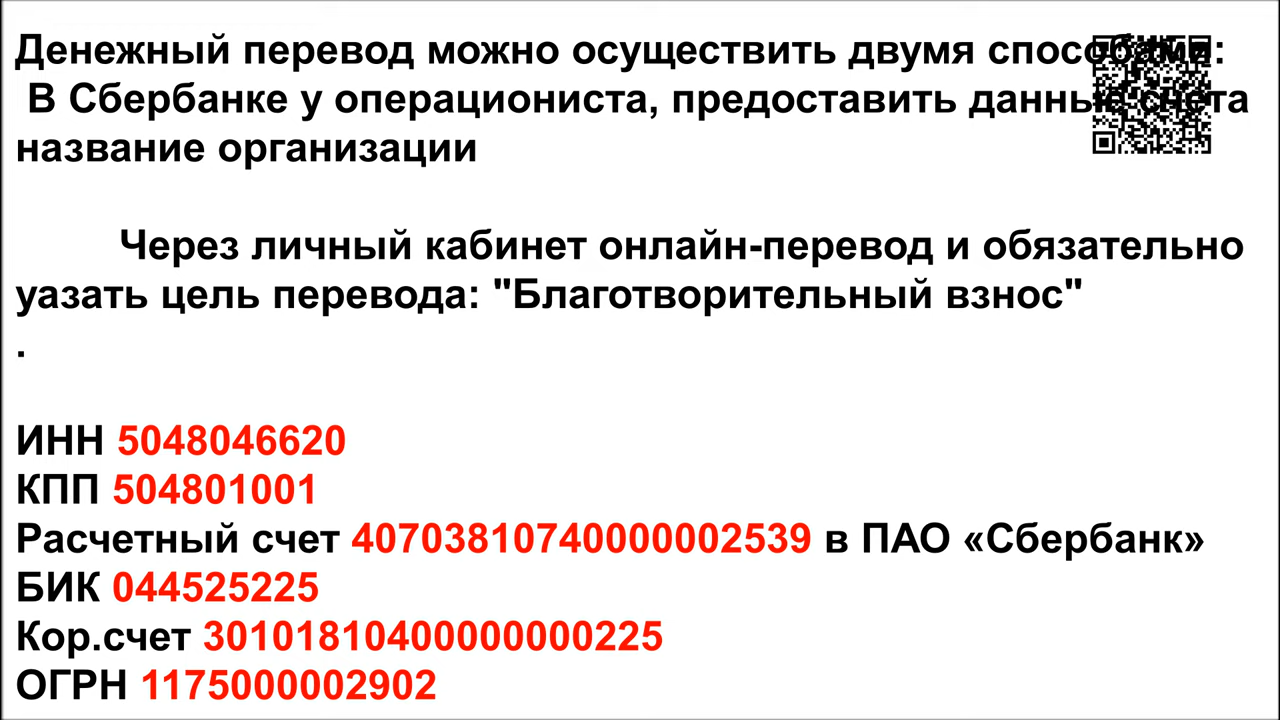 Денежный перевод можно осуществить двумя способами:
В Сбербанке у операциониста, предоставить данные счета
название организации
Через личный кабинет онлайн-перевод и обязательно
уазать цель перевода: "Благотворительный взнос"
.
ИНН 5048046620
КПП 504801001
Расчетный счет 40703810740000002539 в ПАО «Сбербанк»
БИК 044525225
Кор.счет 30101810400000000225
ОГРН 1175000002902